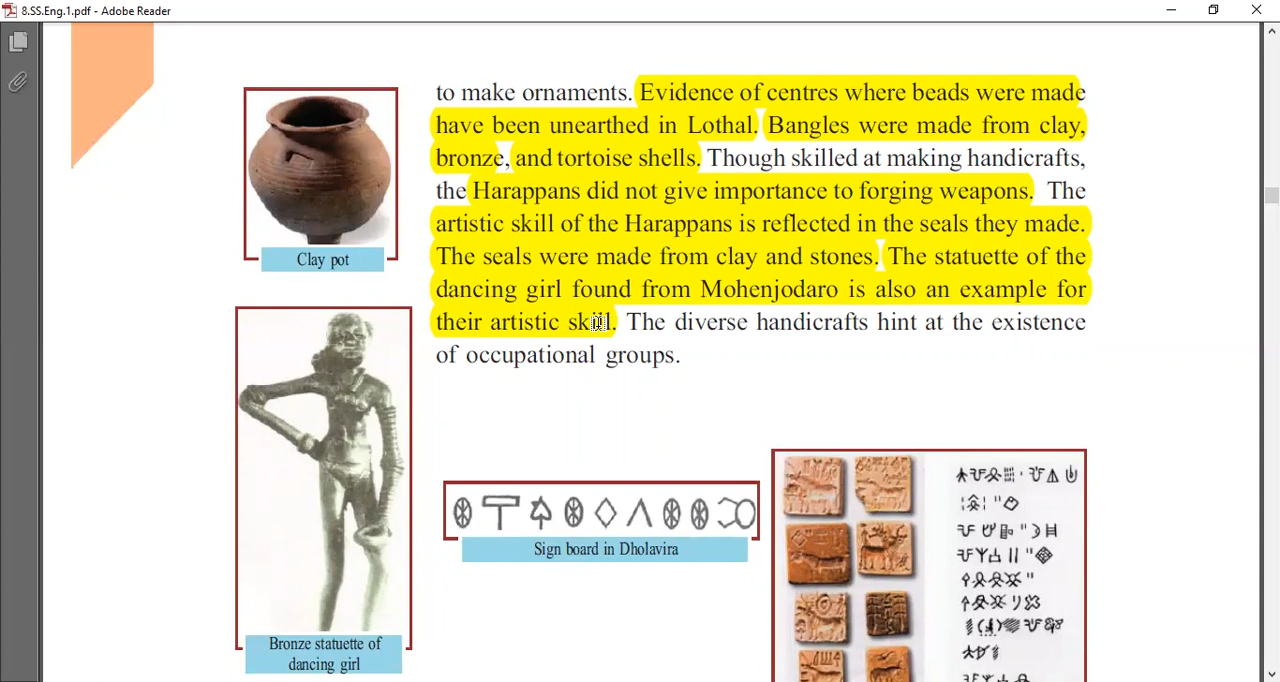 8.SS.Eng.1.pdf - Adobe Reader
to make ornaments. Evidence of centres where beads were made
have been unearthed in Lothal. Bangles were made from clay,
bronze, and tortoise shells. Though skilled at making handicrafts,
the Harappans did not give importance to forging weapons. The
artistic skill of the Harappans is reflected in the seals they made.
The seals were made from clay and stones. The statuette of the
dancing girl found from Mohenjodaro is also an example for
their artistic skill. The diverse handicrafts hint at the existence
of occupational groups.
Clay pot
Sign board in Dholavira
Bronze statuette of
dancing girl